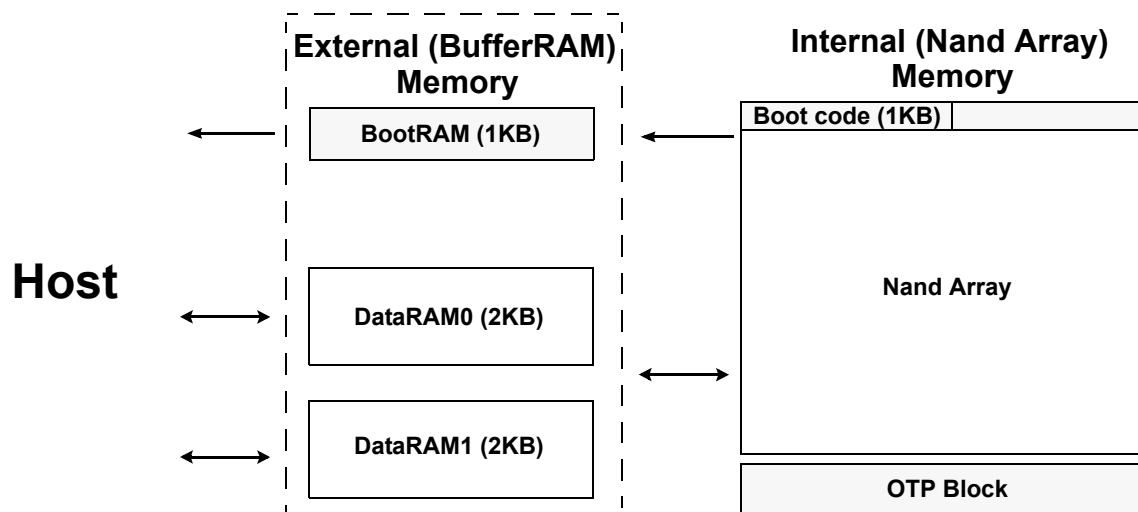 External (BufferRAM)
Memory
Internal (Nand Array)
Memory
Boot code (1KB)
BootRAM (1KB)
Host
Nand Array
DataRAM0 (2KB)
DataRAM1 (2KB)
OTP Block